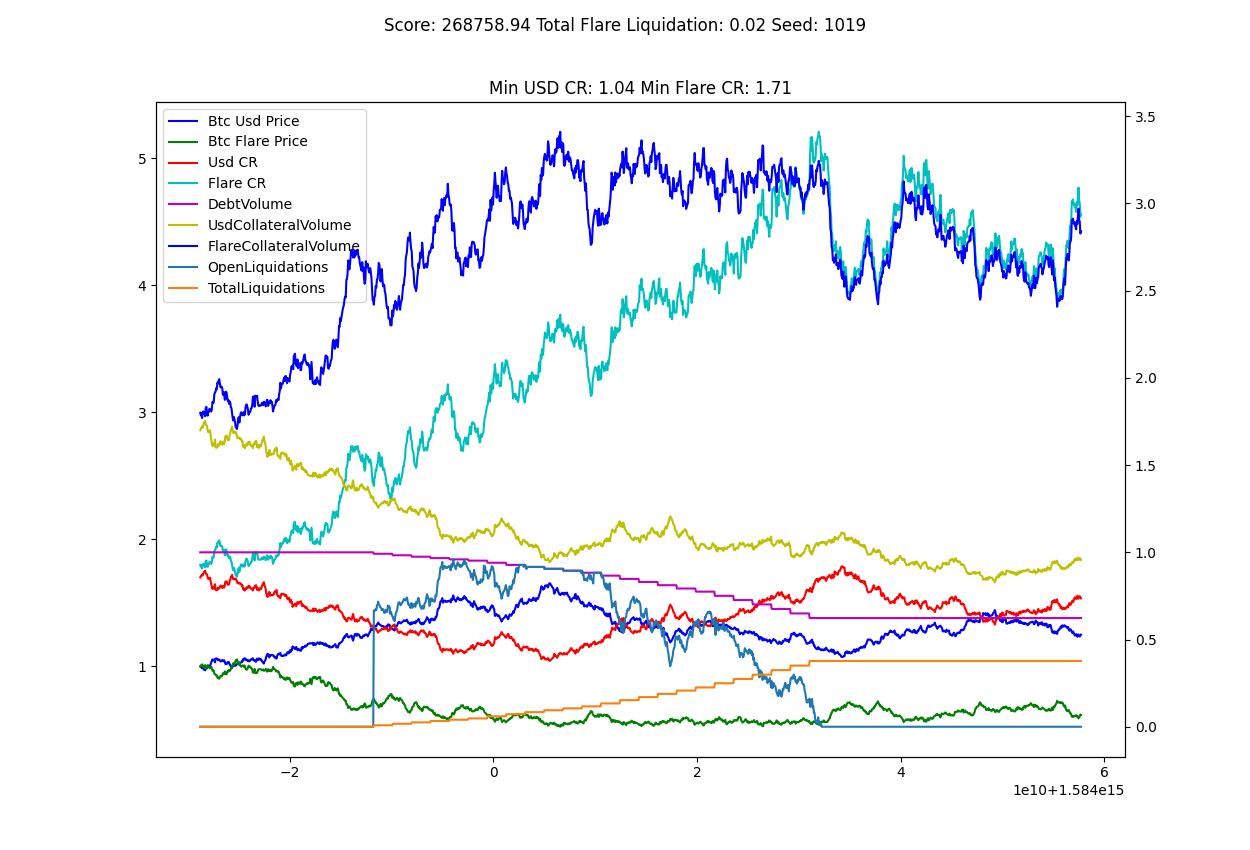 Score: 268758.94 Total Flare Liquidation: 0.02 Seed: 1019
Min USD CR: 1.04 Min Flare CR: 1.71
Btc Usd Price
Btc Flare Price
Usd CR
Flare CR
DebtVolume
UsdCollateralVolume
FlareCollateralVolume
OpenLiquidations
TotalLiquidations
5
4
3
2
1
3.5
3.0
2.5
2.0
1.5
1.0
0.5
0.0
−2 0 2 4 6
1e10+1.584e15